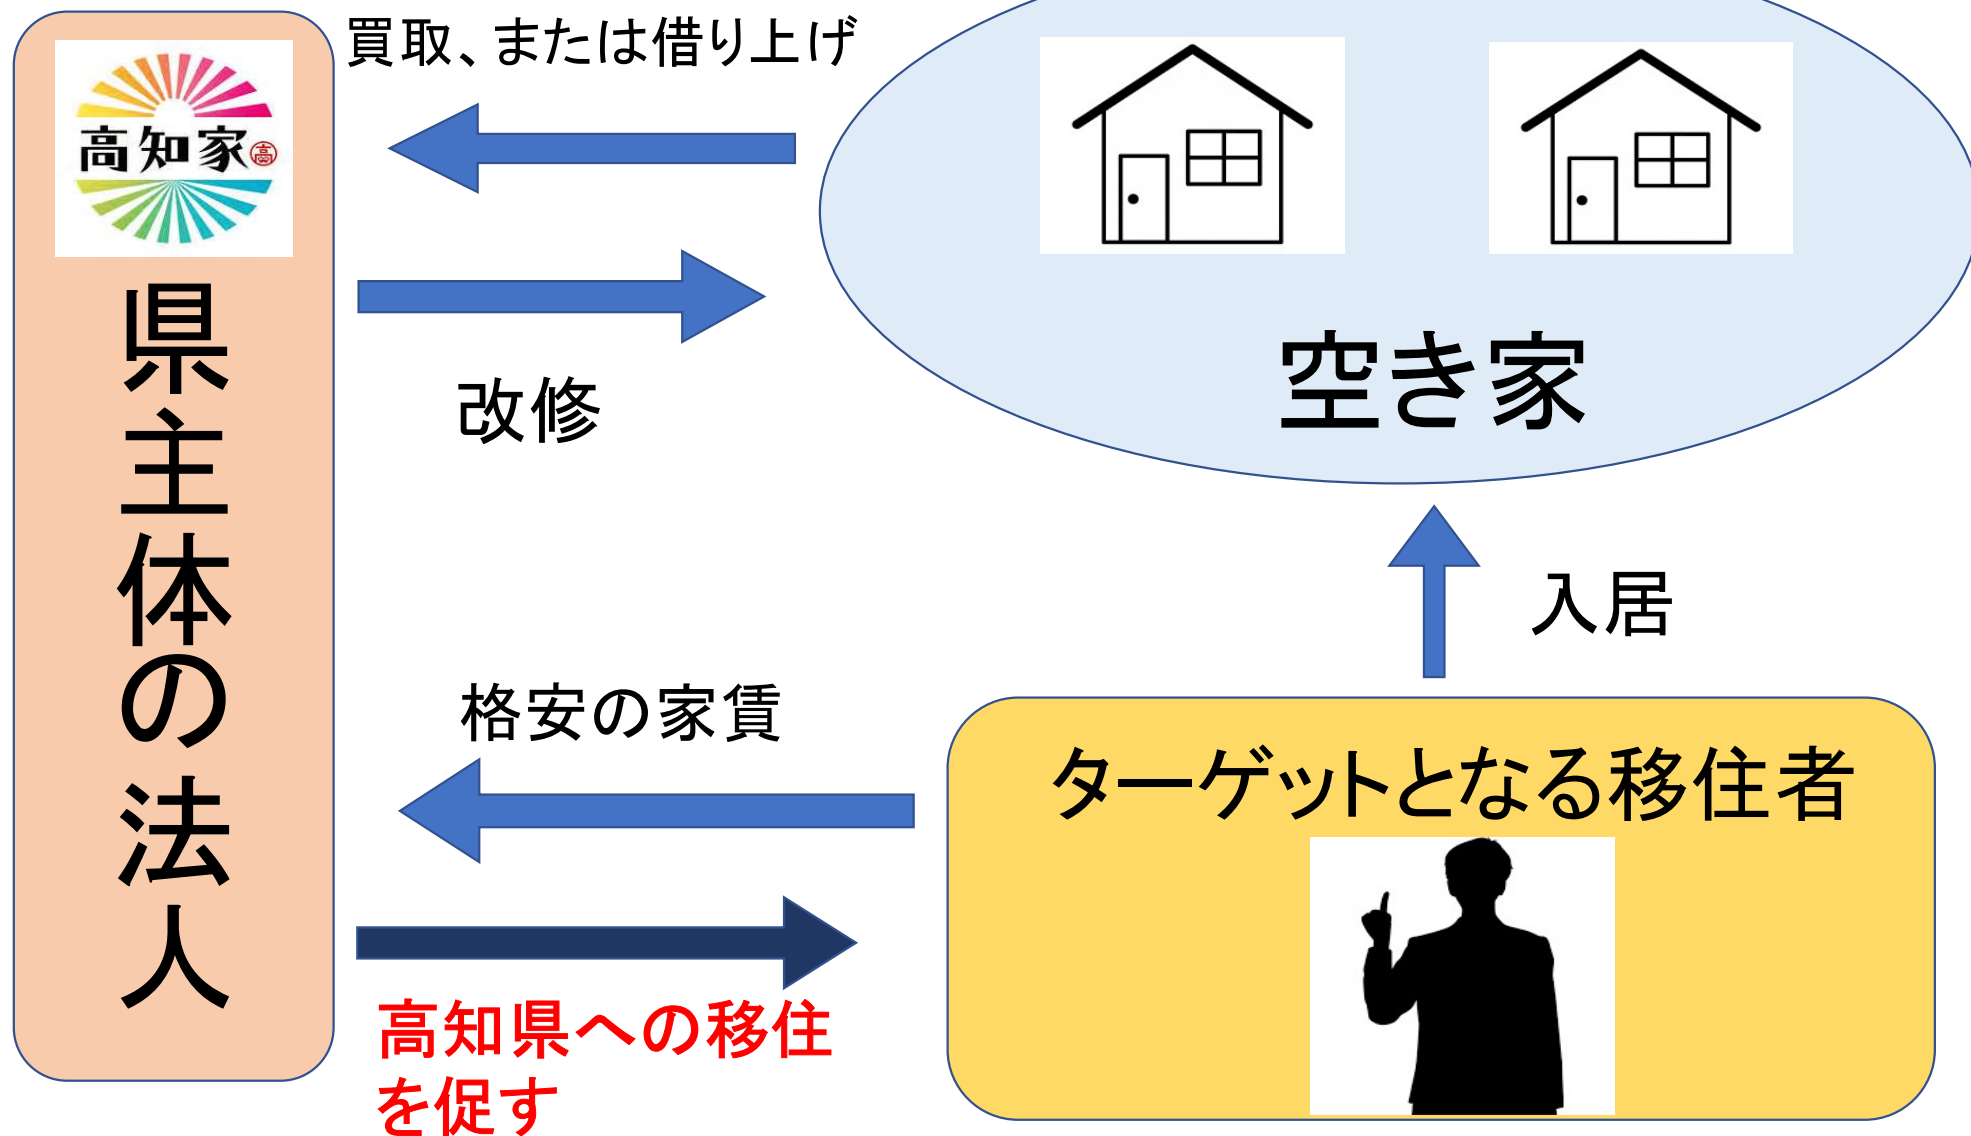 買取、または借り上げ
高知家
高
県主体の法人
改修
空き家
入居
格安の家賃
ターゲットとなる移住者
高知県への移住
を促す